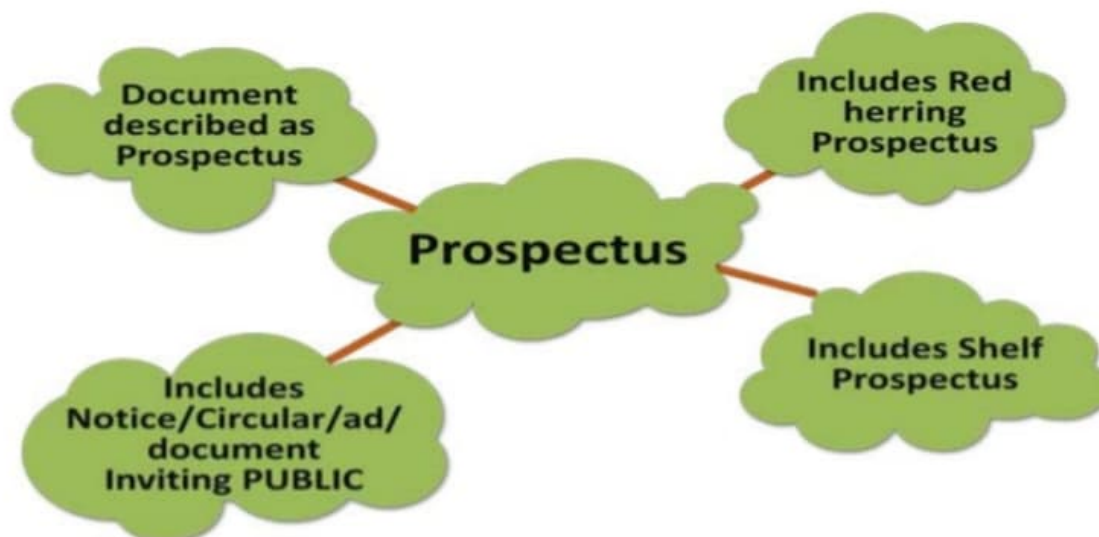 Document
described as
Prospectus
Includes Red
herring
Prospectus
Prospectus
Includes Shelf
Prospectus
Includes
Notice/Circular/ad/
document
Inviting PUBLIC